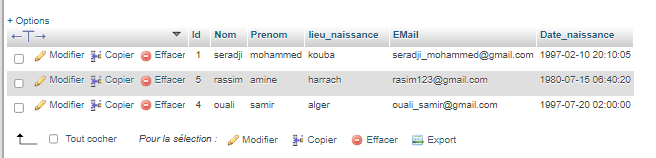 + Options
←T→ Id Nom Prenom lieu_naissance EMail Date_naissance
Modifier Copier Effacer 1 seradji mohammed kouba seradji_mohammed@gmail.com 1997-02-10 20:10:05
Modifier Copier Effacer 5 rassim amine harrach rasim123@gmail.com 1980-07-15 06:40:20
Modifier Copier Effacer 4 ouali samir alger ouali_samir@gmail.com 1997-07-20 02:00:00
Tout cocher Pour la sélection : Modifier Copier Effacer Export